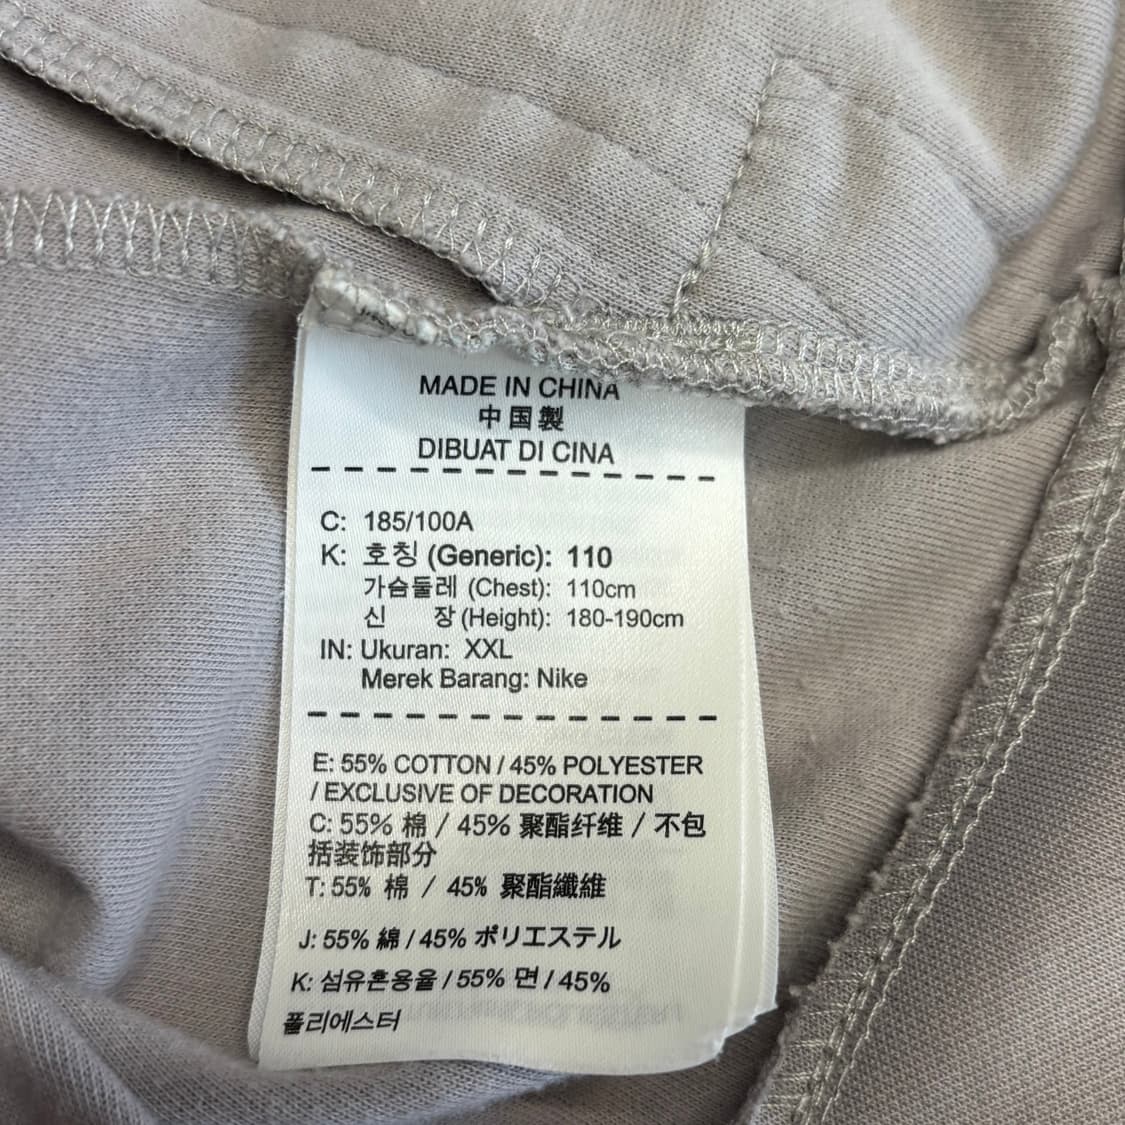 MADE IN CHINA
中国製
DIBUAT DI CINA
C: 185/100A
K: 호칭 (Generic): 110
가슴둘레 (Chest): 110cm
신 장 (Height): 180-190cm
IN: Ukuran: XXL
Merek Barang: Nike
E: 55% COTTON / 45% POLYESTER
/ EXCLUSIVE OF DECORATION
C: 55% 棉 / 45% 聚酯纤维 / 不包
括装饰部分
T: 55% 棉 / 45% 聚酯纖維
J: 55% 綿 / 45% ポリエステル
K: 섬유혼용율 / 55% 면 / 45%
폴리에스터